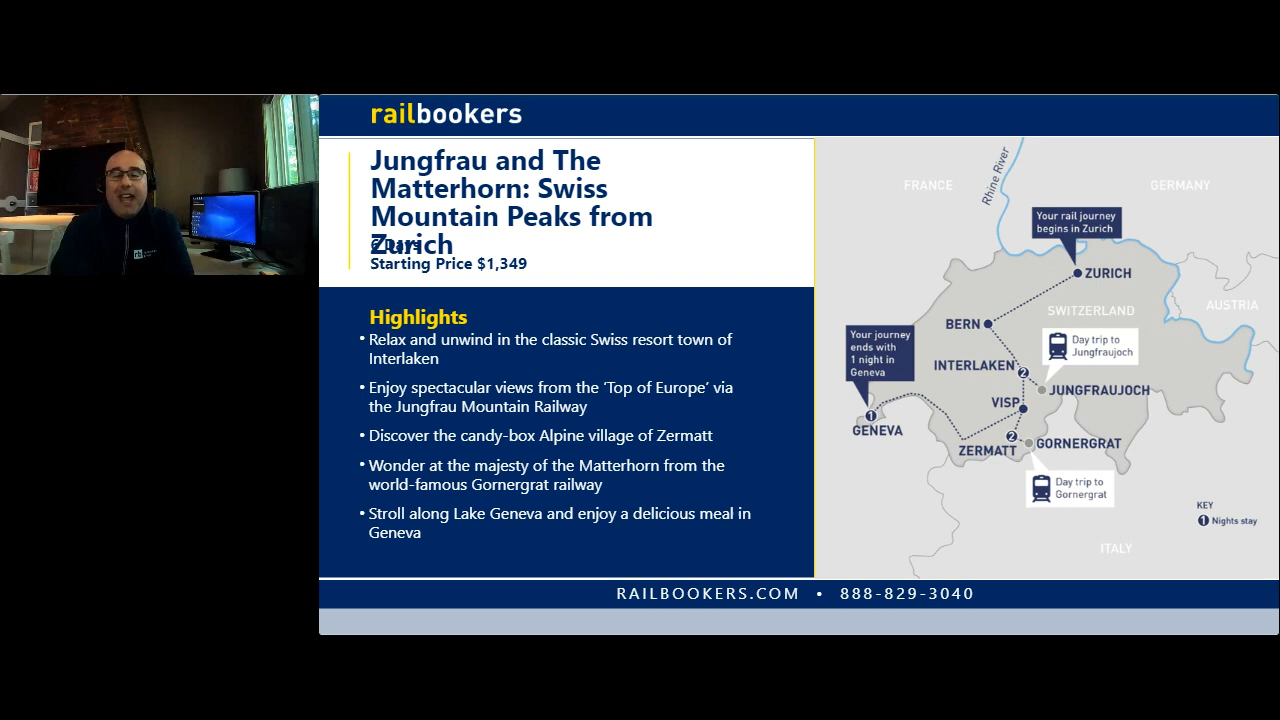 railbookers
Jungfrau and The
Matterhorn: Swiss
Mountain Peaks from
Zurich
6 Days
Starting Price $1,349
Highlights
• Relax and unwind in the classic Swiss resort town of
Interlaken
• Enjoy spectacular views from the ‘Top of Europe’ via
the Jungfrau Mountain Railway
• Discover the candy-box Alpine village of Zermatt
• Wonder at the majesty of the Matterhorn from the
world-famous Gornergrat railway
• Stroll along Lake Geneva and enjoy a delicious meal in
Geneva
Rhine River
FRANCE
GERMANY
Your rail journey
begins in Zurich
ZURICH
SWITZERLAND
AUSTRIA
BERN
Your journey
ends with
1 night in
Geneva
Day trip to
Jungfraujoch
INTERLAKEN
2
JUNGFRAUJOCH
VISP
1
GENEVA
2
GORNERGRAT
ZERMATT
Day trip to
Gornergrat
KEY
1 Nights stay
ITALY
RAILBOOKERS.COM • 888-829-3040